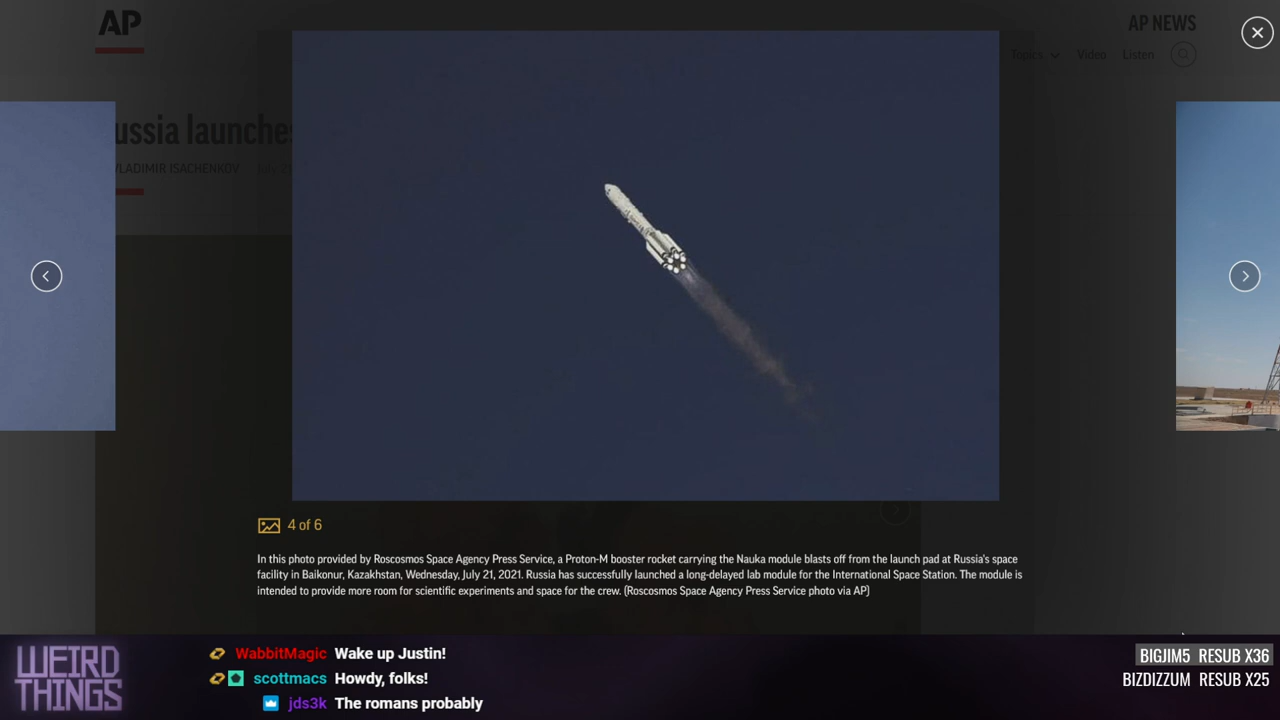 AP
AP NEWS
Topics
Video
Listen
ussia launches
VLADIMIR ISACHENKOV
4 of 6
In this photo provided by Roscosmos Space Agency Press Service, a Proton-M booster rocket carrying the Nauka module blasts off from the launch pad at Russia's space
facility in Baikonur, Kazakhstan, Wednesday, July 21, 2021. Russia has successfully launched a long-delayed lab module for the International Space Station. The module is
intended to provide more room for scientific experiments and space for the crew. (Roscosmos Space Agency Press Service photo via AP)
WEIRD
THINGS
WabbitMagic Wake up Justin!
scottmacs Howdy, folks!
jds3k The romans probably
BIGJIM5 RESUB X36
BIZDIZZUM RESUB X25